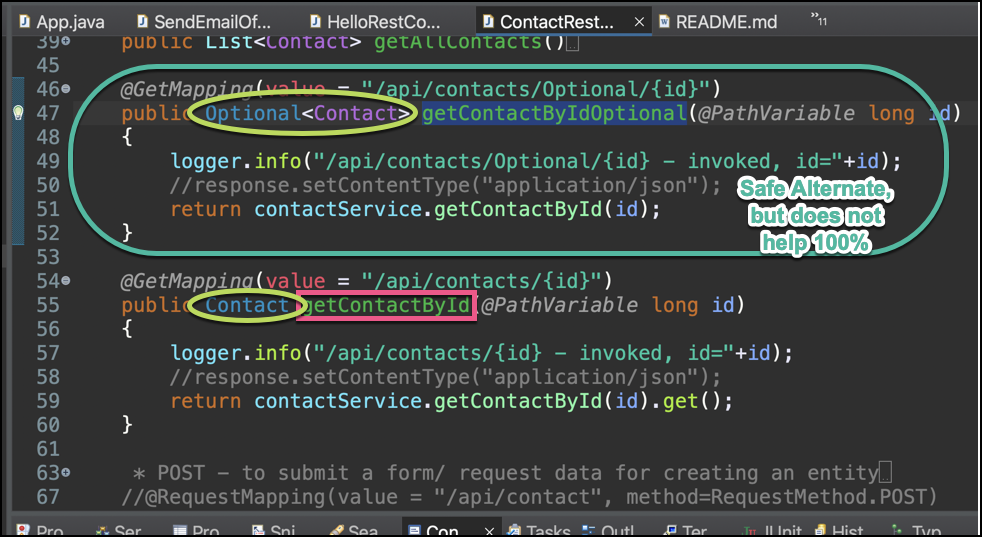 App.java SendEmailOf... HelloRestCo... ContactRest... × README.md »11
39 public List<Contact> getAllContacts()
45
46 @GetMapping(value = "/api/contacts/Optional/{id}")
47 public Optional<Contact> getContactByIdOptional(@PathVariable long id)
48 {
49 logger.info("/api/contacts/Optional/{id} - invoked, id="+id);
50 //response.setContentType("application/json");
51 return contactService.getContactById(id);
52 }
Safe Alternate,
but does not
help 100%
53
54 @GetMapping(value = "/api/contacts/{id}")
55 public Contact getContactById(@PathVariable long id)
56 {
57 logger.info("/api/contacts/{id} - invoked, id="+id);
58 //response.setContentType("application/json");
59 return contactService.getContactById(id).get();
60 }
61
63 * POST - to submit a form/ request data for creating an entity
67 //@RequestMapping(value = "/api/contact", method=RequestMethod.POST)
Pro Ser Pro Sni Sea Con × Tasks Outl Ter JUnit Hist Typ